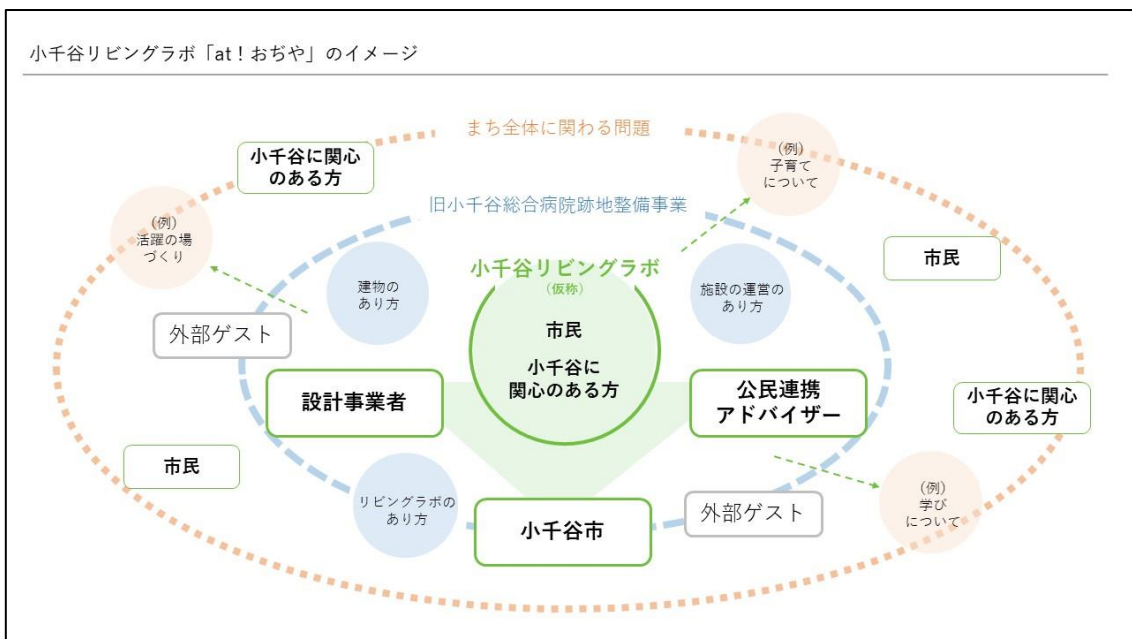 小千谷リビングラボ「at！おぢや」のイメージ
まち全体に関わる問題
小千谷に関心
のある方
(例)
子育て
について
旧小千谷総合病院跡地整備事業
(例)
活躍の場
づくり
市民
建物の
あり方
小千谷リビングラボ
(仮称)
施設の運営の
あり方
外部ゲスト
市民
小千谷に
関心のある方
設計事業者
公民連携
アドバイザー
小千谷に関心
のある方
市民
リビングラボの
あり方
小千谷市
外部ゲスト
(例)
学び
について